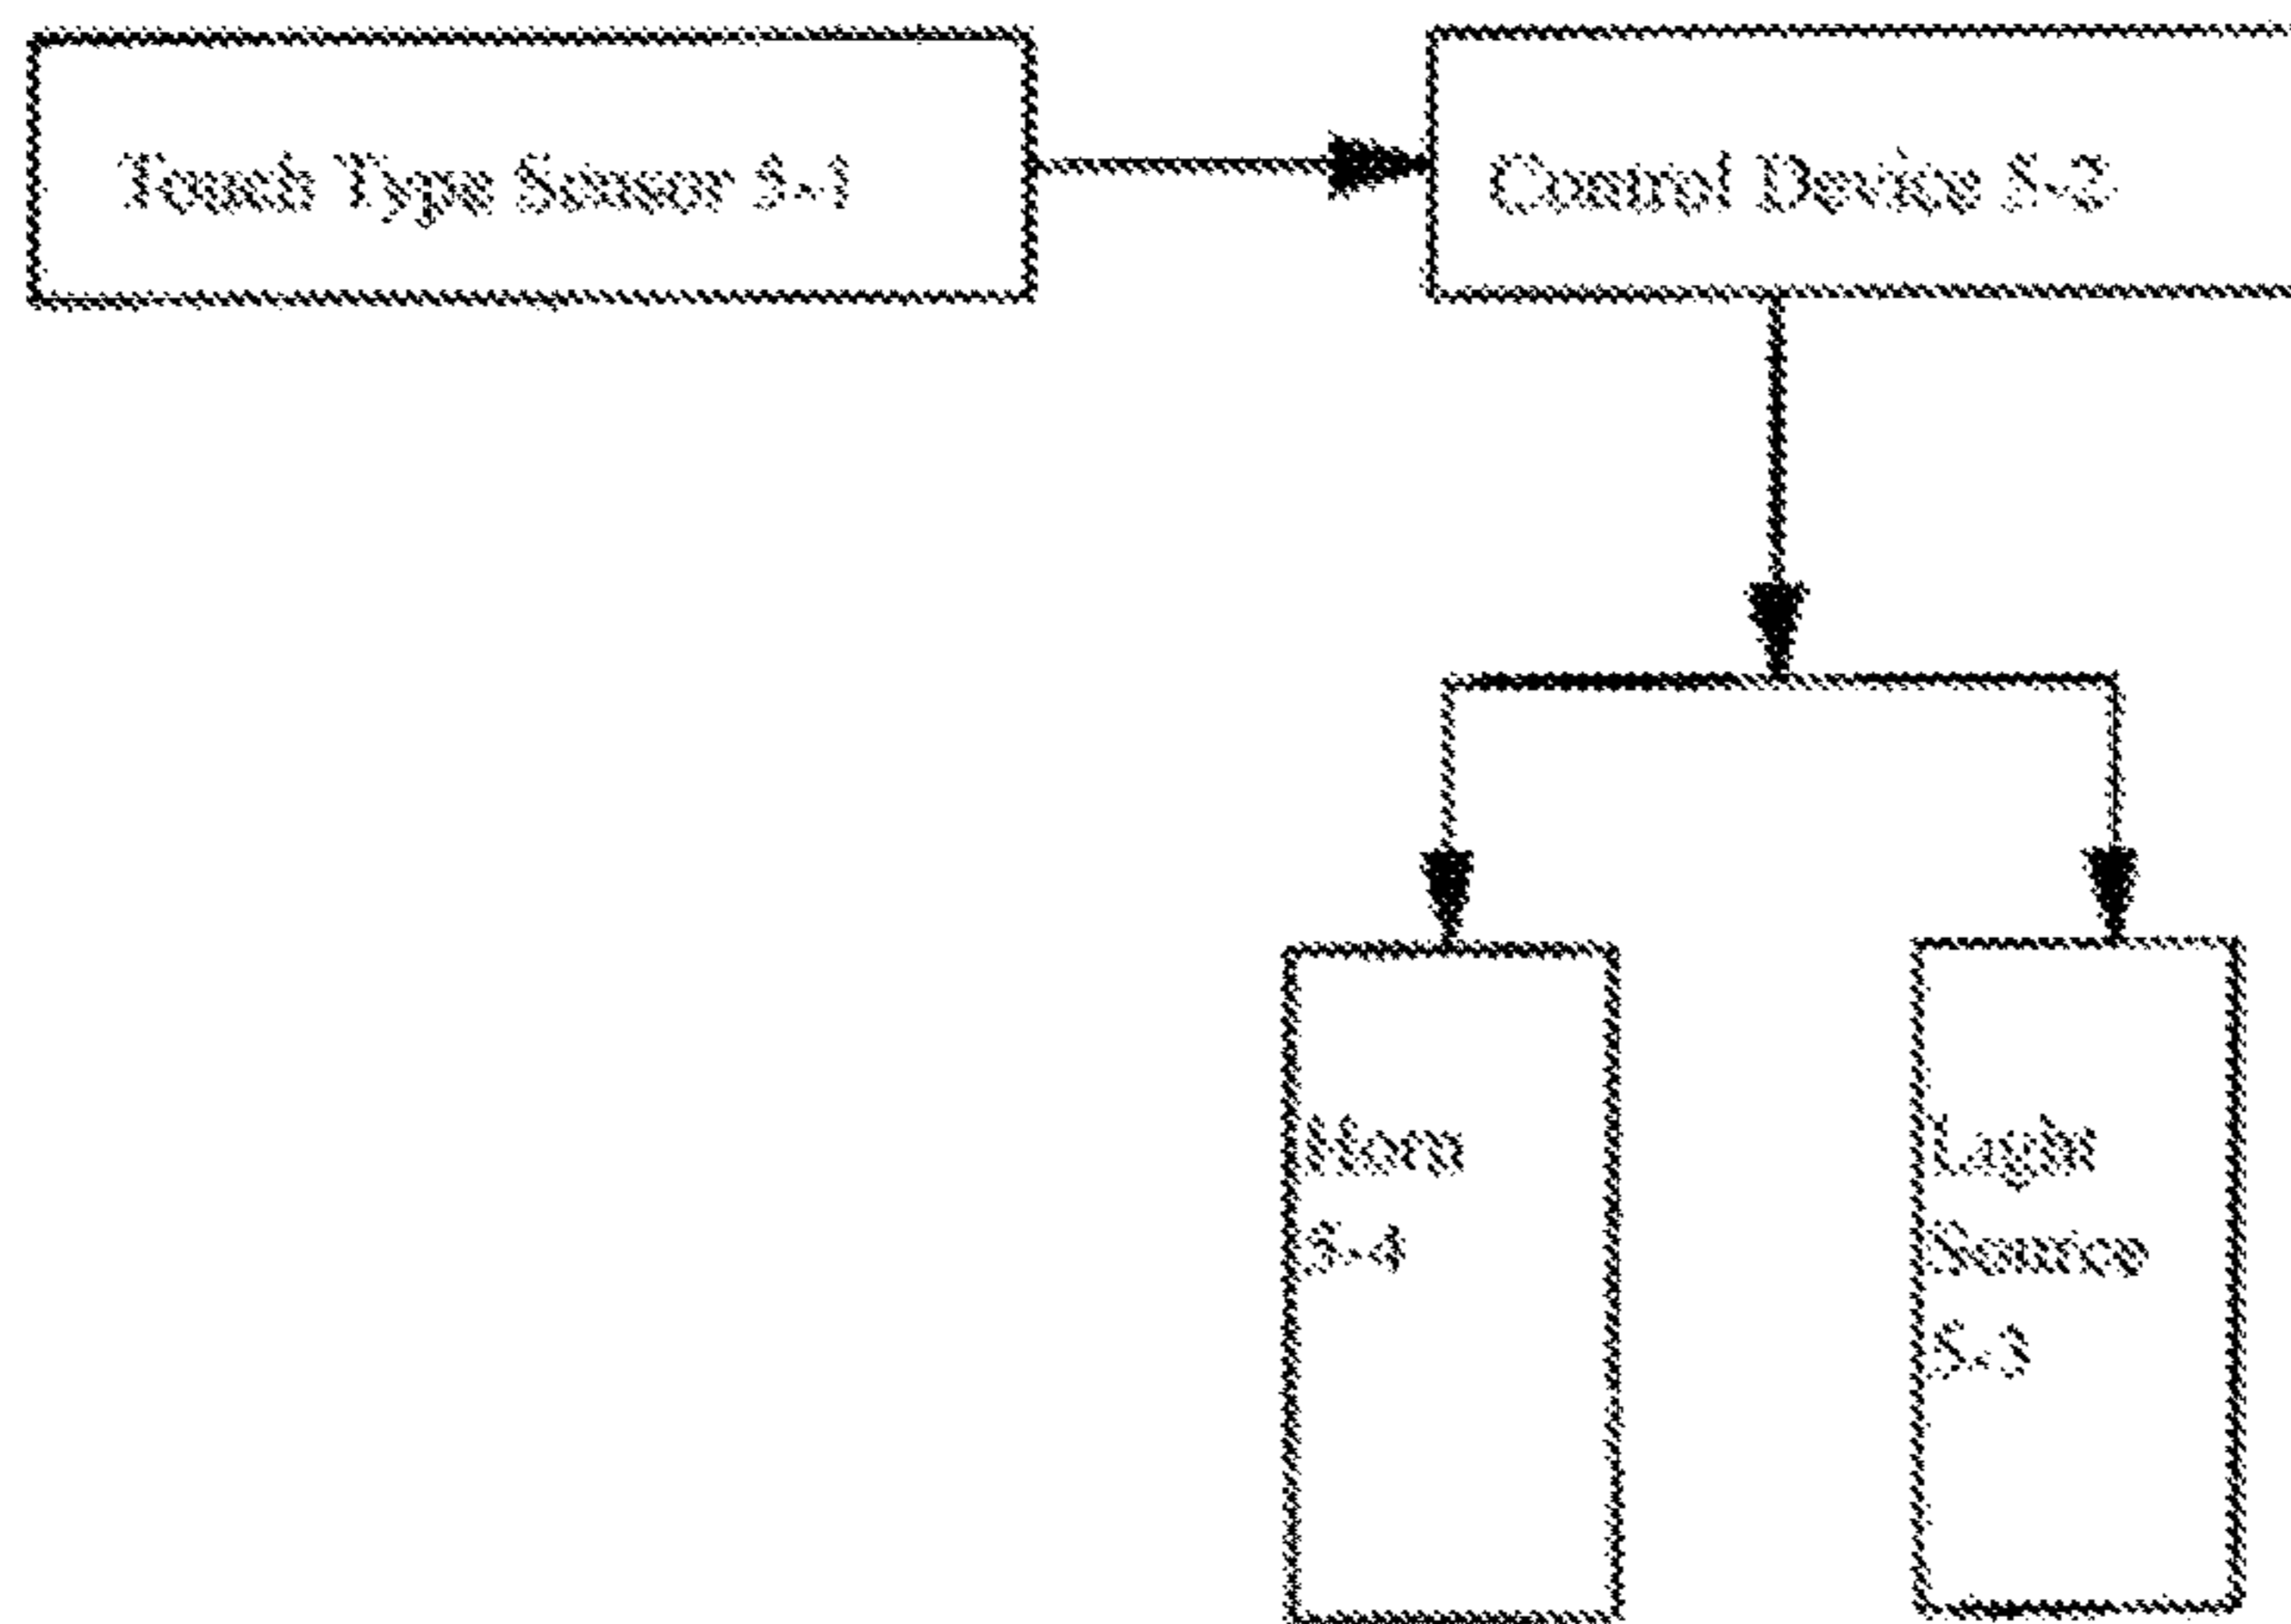 Touch Type Sensor 5-1
Control Device 5-2
Horn
5-4
Light
Source
5-3